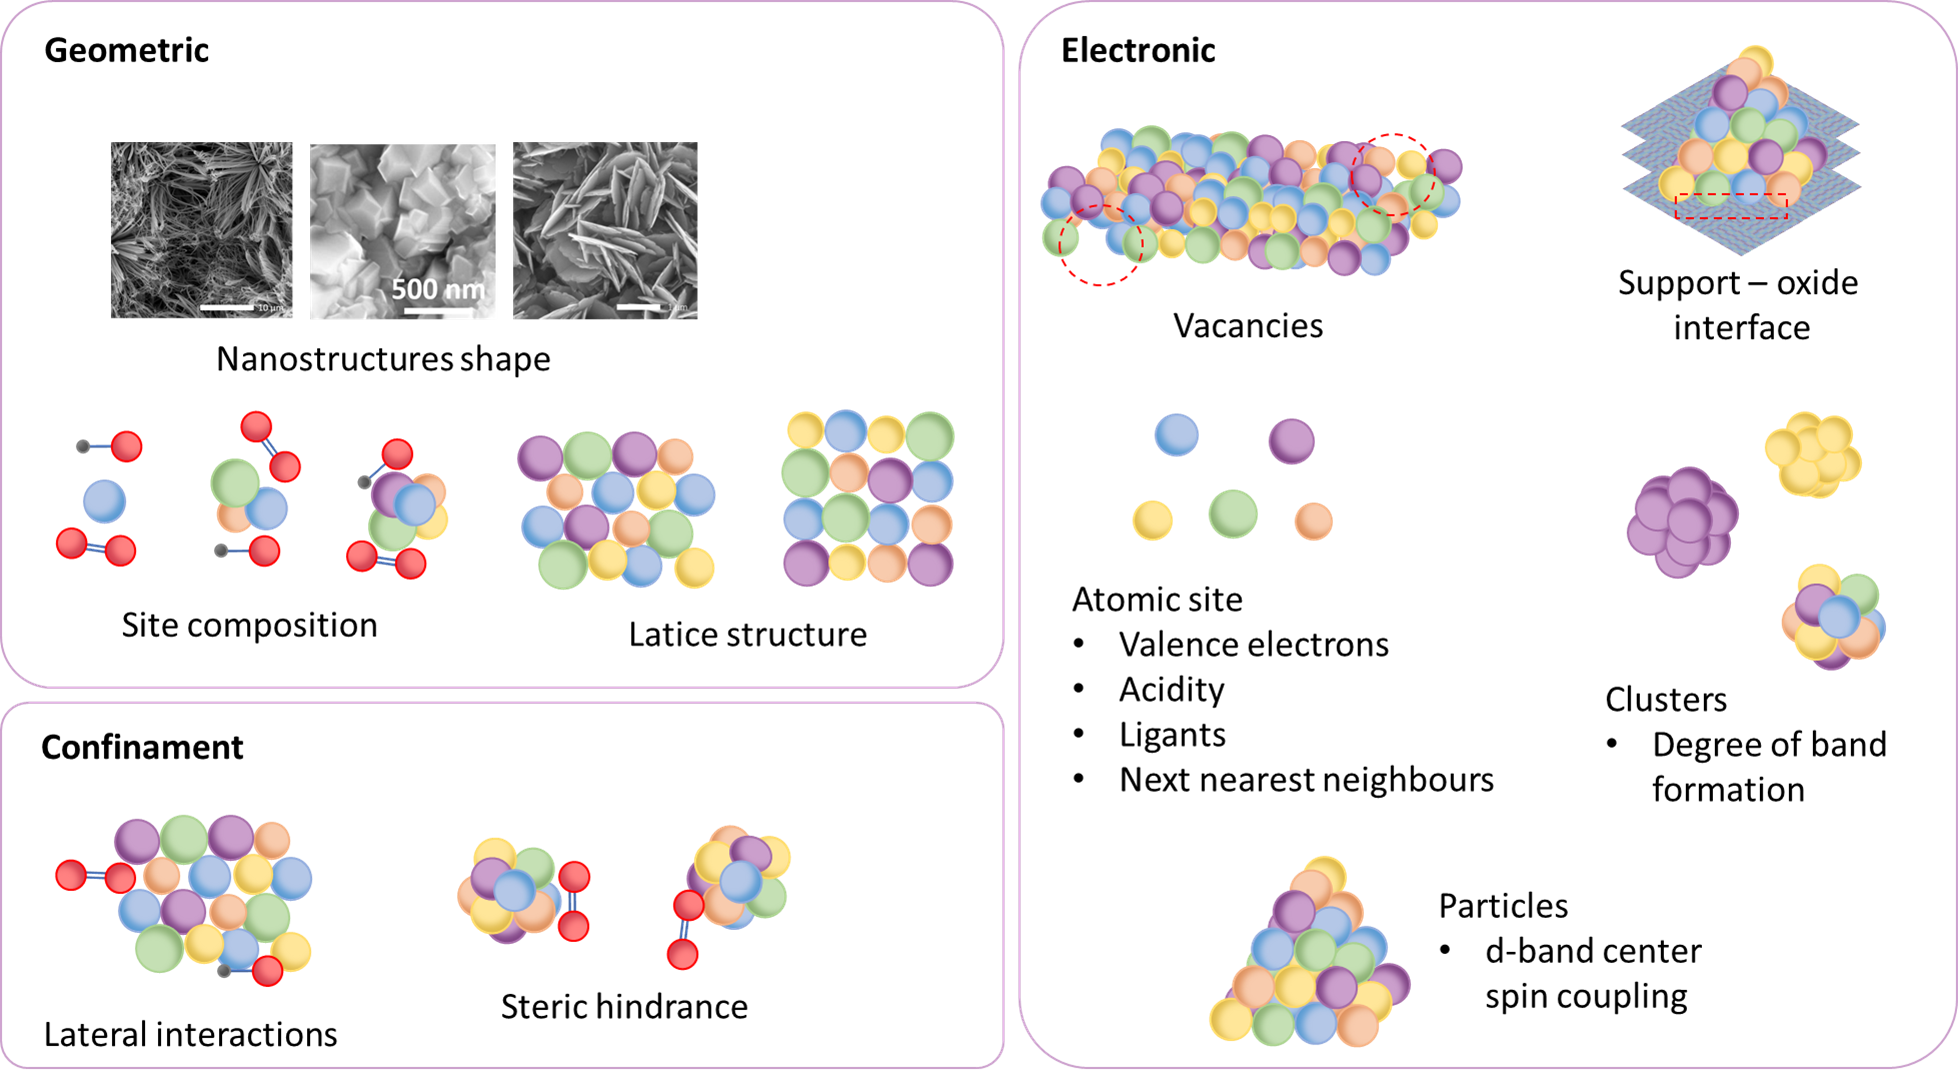 Geometric
500 nm
10 µm
Nanostructures shape
Site composition
Latice structure
Confinament
Lateral interactions
Steric hindrance
Electronic
Vacancies
Support – oxide
interface
Atomic site
• Valence electrons
• Acidity
• Ligants
• Next nearest neighbours
Clusters
• Degree of band
formation
Particles
• d-band center
spin coupling